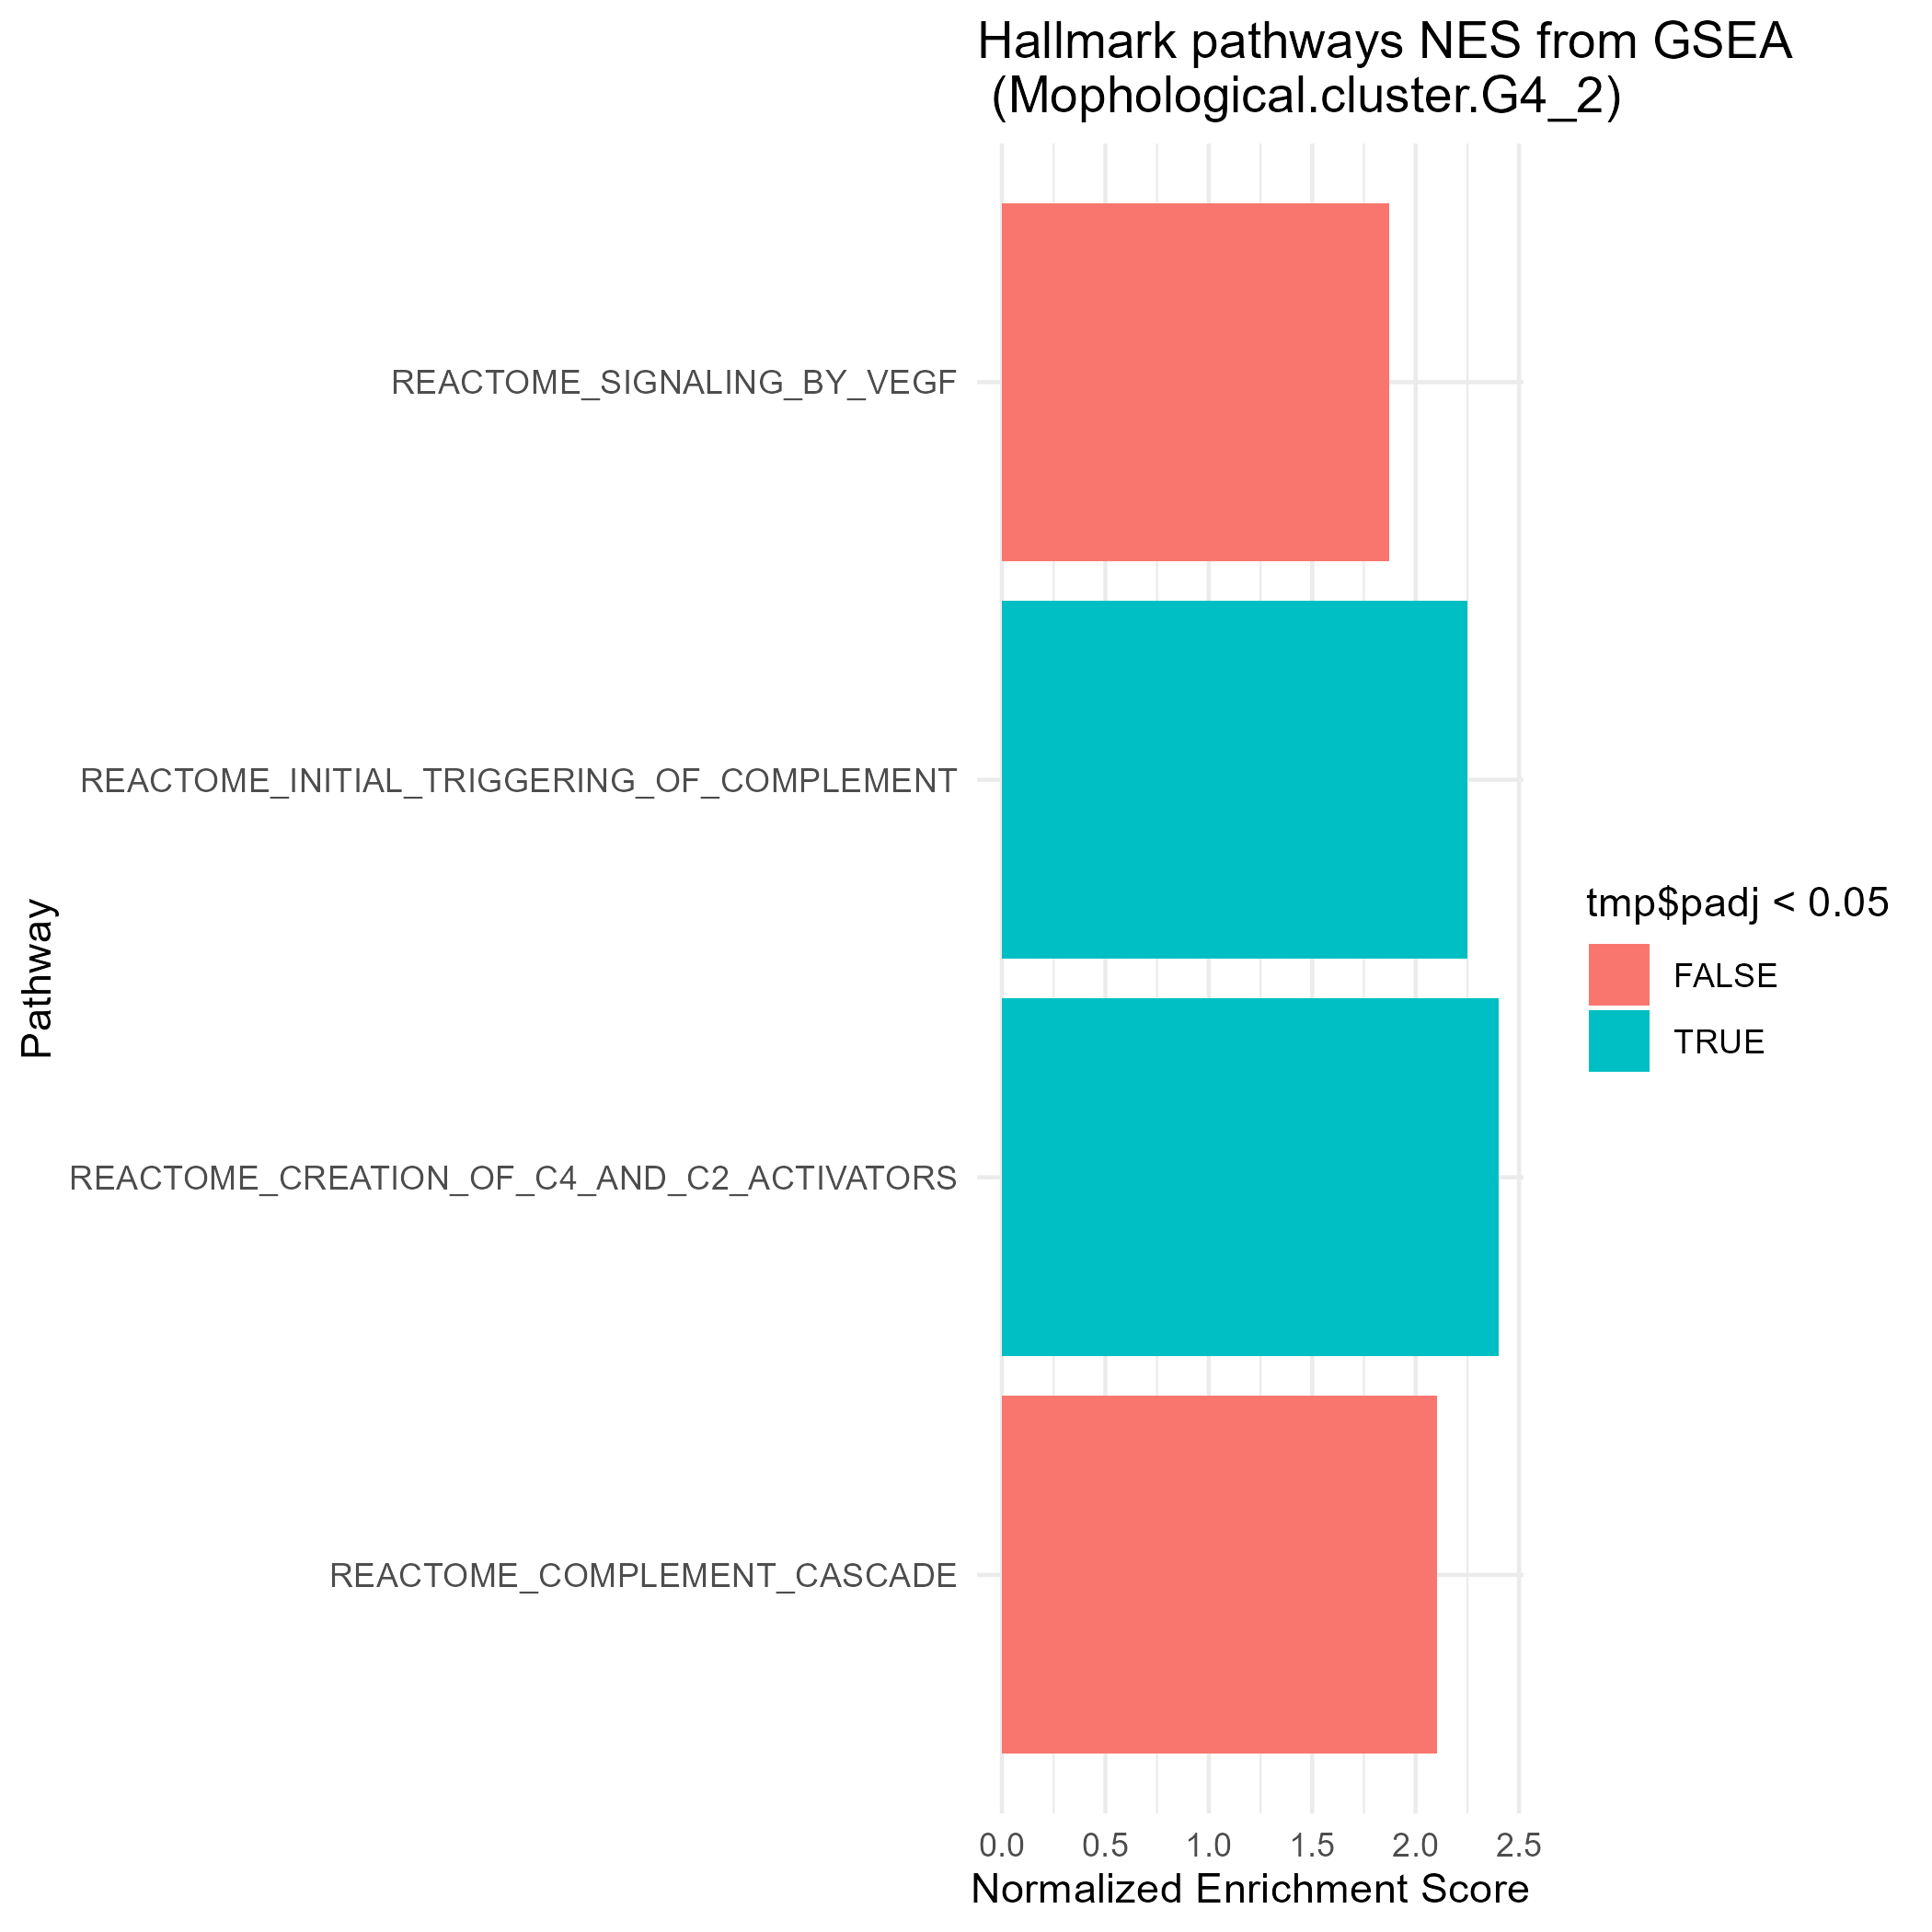 Hallmark pathways NES from GSEA
(Mophological.cluster.G4_2)
REACTOME_SIGNALING_BY_VEGF
REACTOME_INITIAL_TRIGGERING_OF_COMPLEMENT
REACTOME_CREATION_OF_C4_AND_C2_ACTIVATORS
REACTOME_COMPLEMENT_CASCADE
Pathway
0.0 0.5 1.0 1.5 2.0 2.5
Normalized Enrichment Score
tmp$padj < 0.05
FALSE
TRUE